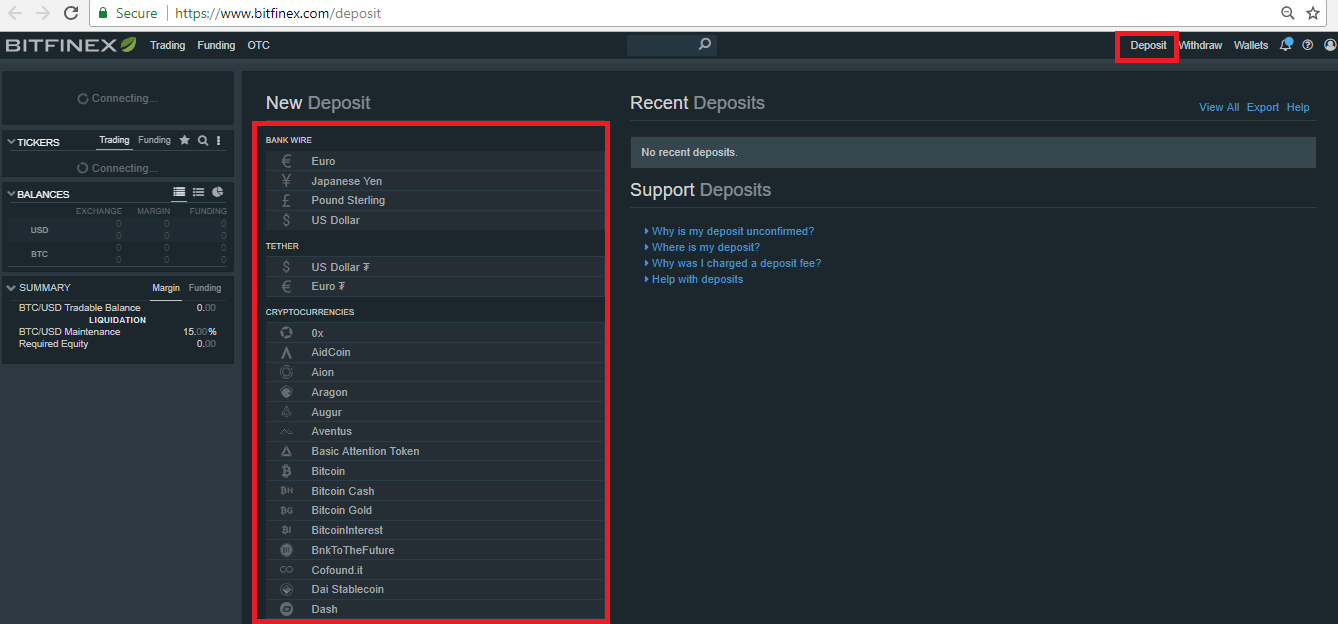 Secure https://www.bitfinex.com/deposit
BITFINEX Trading Funding OTC Deposit Withdraw Wallets
Connecting...
TICKERS Trading Funding
Connecting...
BALANCES
EXCHANGE MARGIN FUNDING
USD 0 0 0
0 0 0
BTC 0 0 0
0 0 0
SUMMARY Margin Funding
BTC/USD Tradable Balance 0.00
LIQUIDATION
BTC/USD Maintenance 15.00%
Required Equity 0.00
New Deposit
BANK WIRE
€ Euro
¥ Japanese Yen
£ Pound Sterling
$ US Dollar
TETHER
$ US Dollar ₮
€ Euro ₮
CRYPTOCURRENCIES
0x
AidCoin
Aion
Aragon
Augur
Aventus
Basic Attention Token
Bitcoin
BH Bitcoin Cash
BG Bitcoin Gold
BI BitcoinInterest
BnkToTheFuture
Cofound.it
Dai Stablecoin
Dash
Recent Deposits
View All Export Help
No recent deposits.
Support Deposits
Why is my deposit unconfirmed?
Where is my deposit?
Why was I charged a deposit fee?
Help with deposits